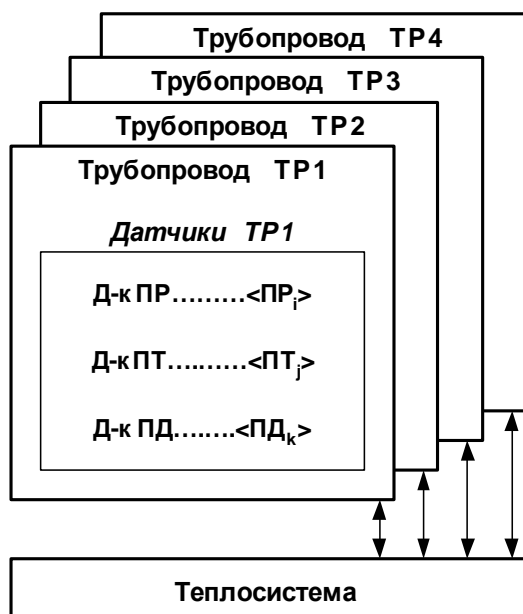 Трубопровод ТР4
Трубопровод ТР3
Трубопровод ТР2
Трубопровод ТР1
Датчики ТР1
Д-к ПР.........<ПРi>
Д-к ПТ...........<ПТj>
Д-к ПД.........<ПДk>
Теплосистема